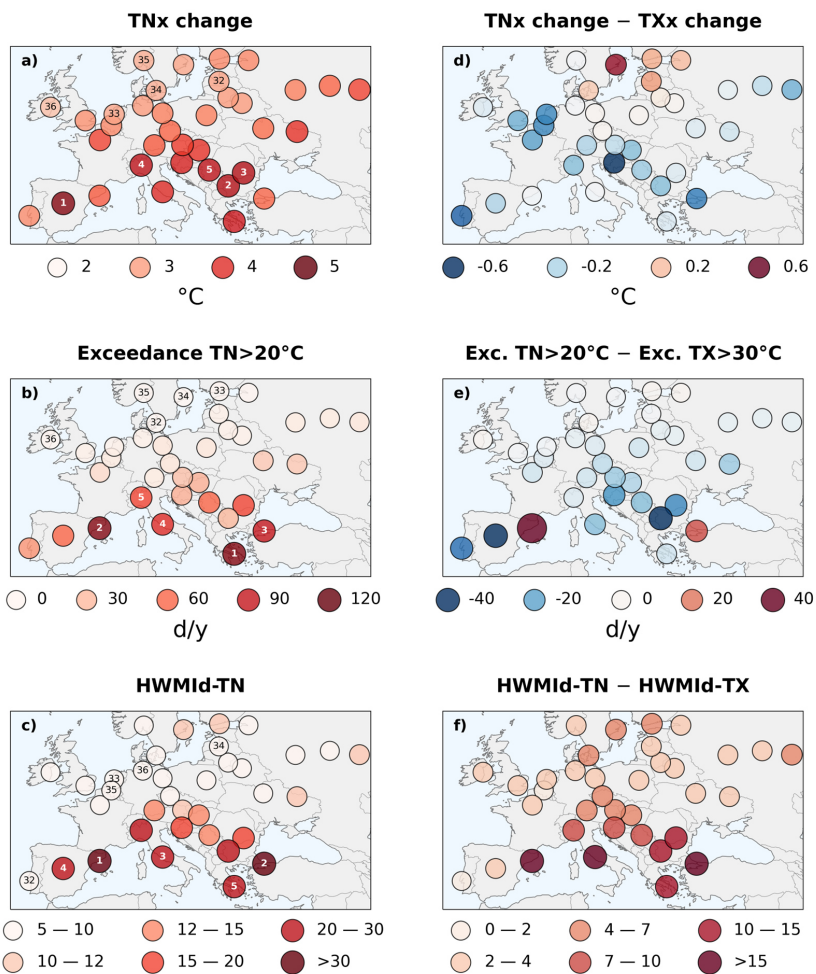 TNx change
TNx change − TXx change
a)
35
32
34
36
33
4
5
3
2
1
d)
2 3 4 5
°C
-0.6 -0.2 0.2 0.6
°C
Exceedance TN>20°C
Exc. TN>20°C − Exc. TX>30°C
b)
35
34
33
32
36
5
2
4
3
1
e)
0 30 60 90 120
d/y
-40 -20 0 20 40
d/y
HWMId-TN
HWMId-TN − HWMId-TX
c)
34
36
33
35
1
3
2
4
32
5
f)
5 — 10 12 — 15 20 — 30
10 — 12 15 — 20 >30
0 — 2 4 — 7 10 — 15
2 — 4 7 — 10 >15